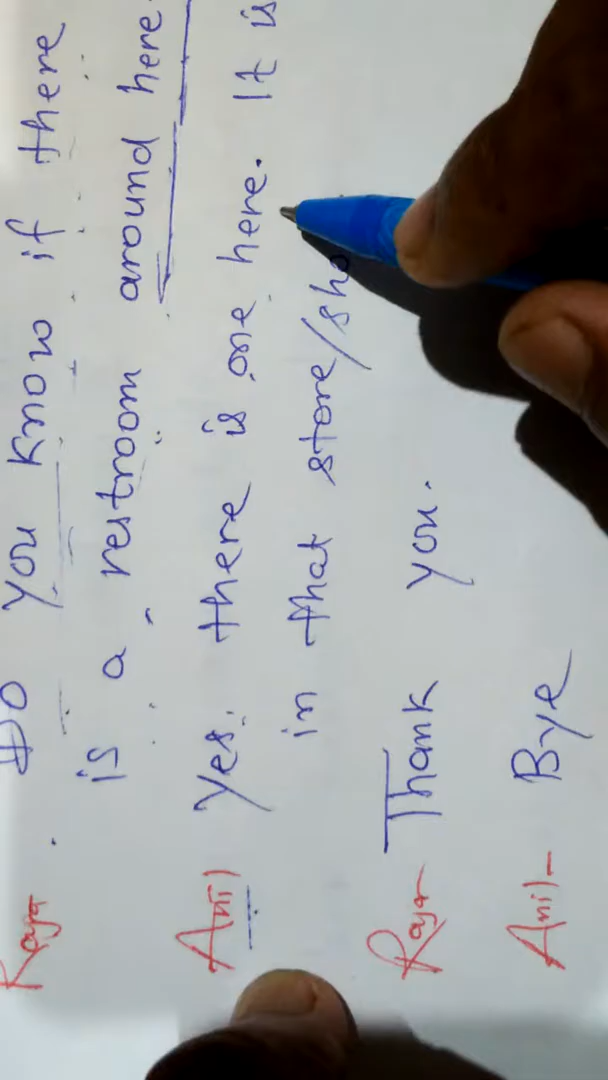 Raja. Do you know if there
is a restroom around here.
Anil Yes. there is one here. It is
in that store/sho
Raja Thank you.
Anil- Bye